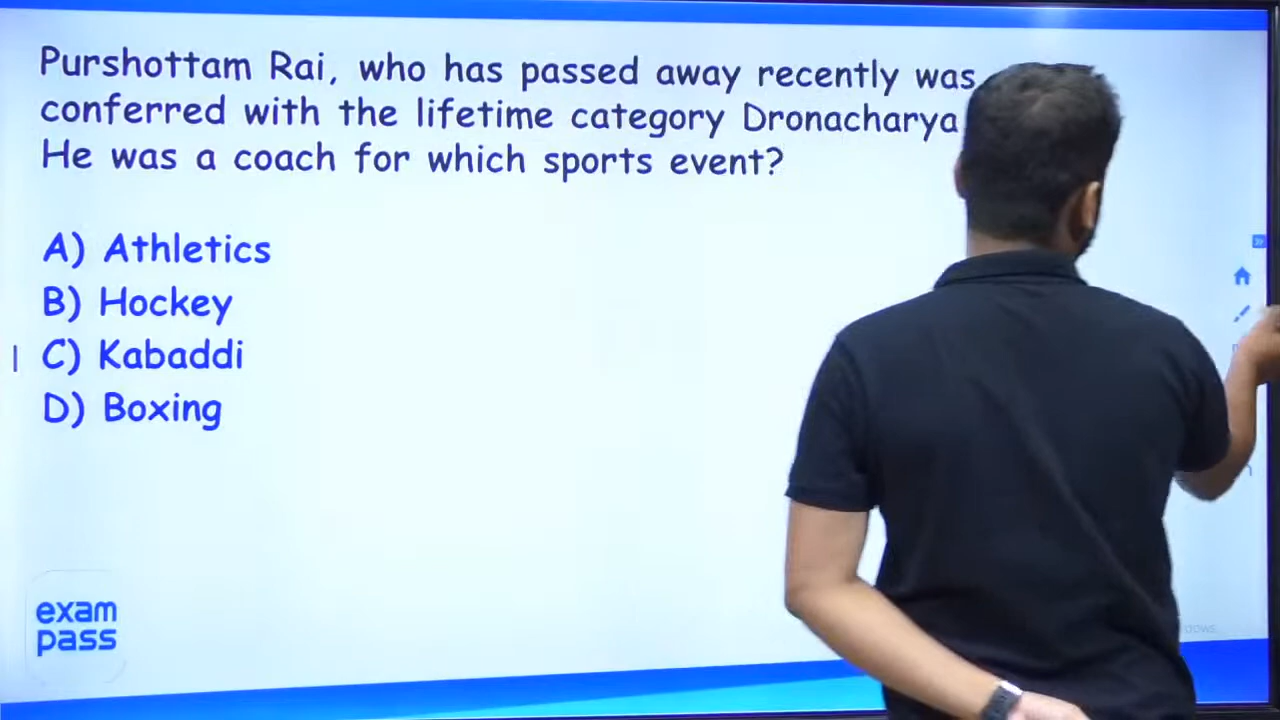 Purshottam Rai, who has passed away recently was
conferred with the lifetime category Dronacharya
He was a coach for which sports event?
A) Athletics
B) Hockey
C) Kabaddi
D) Boxing
exam
pass